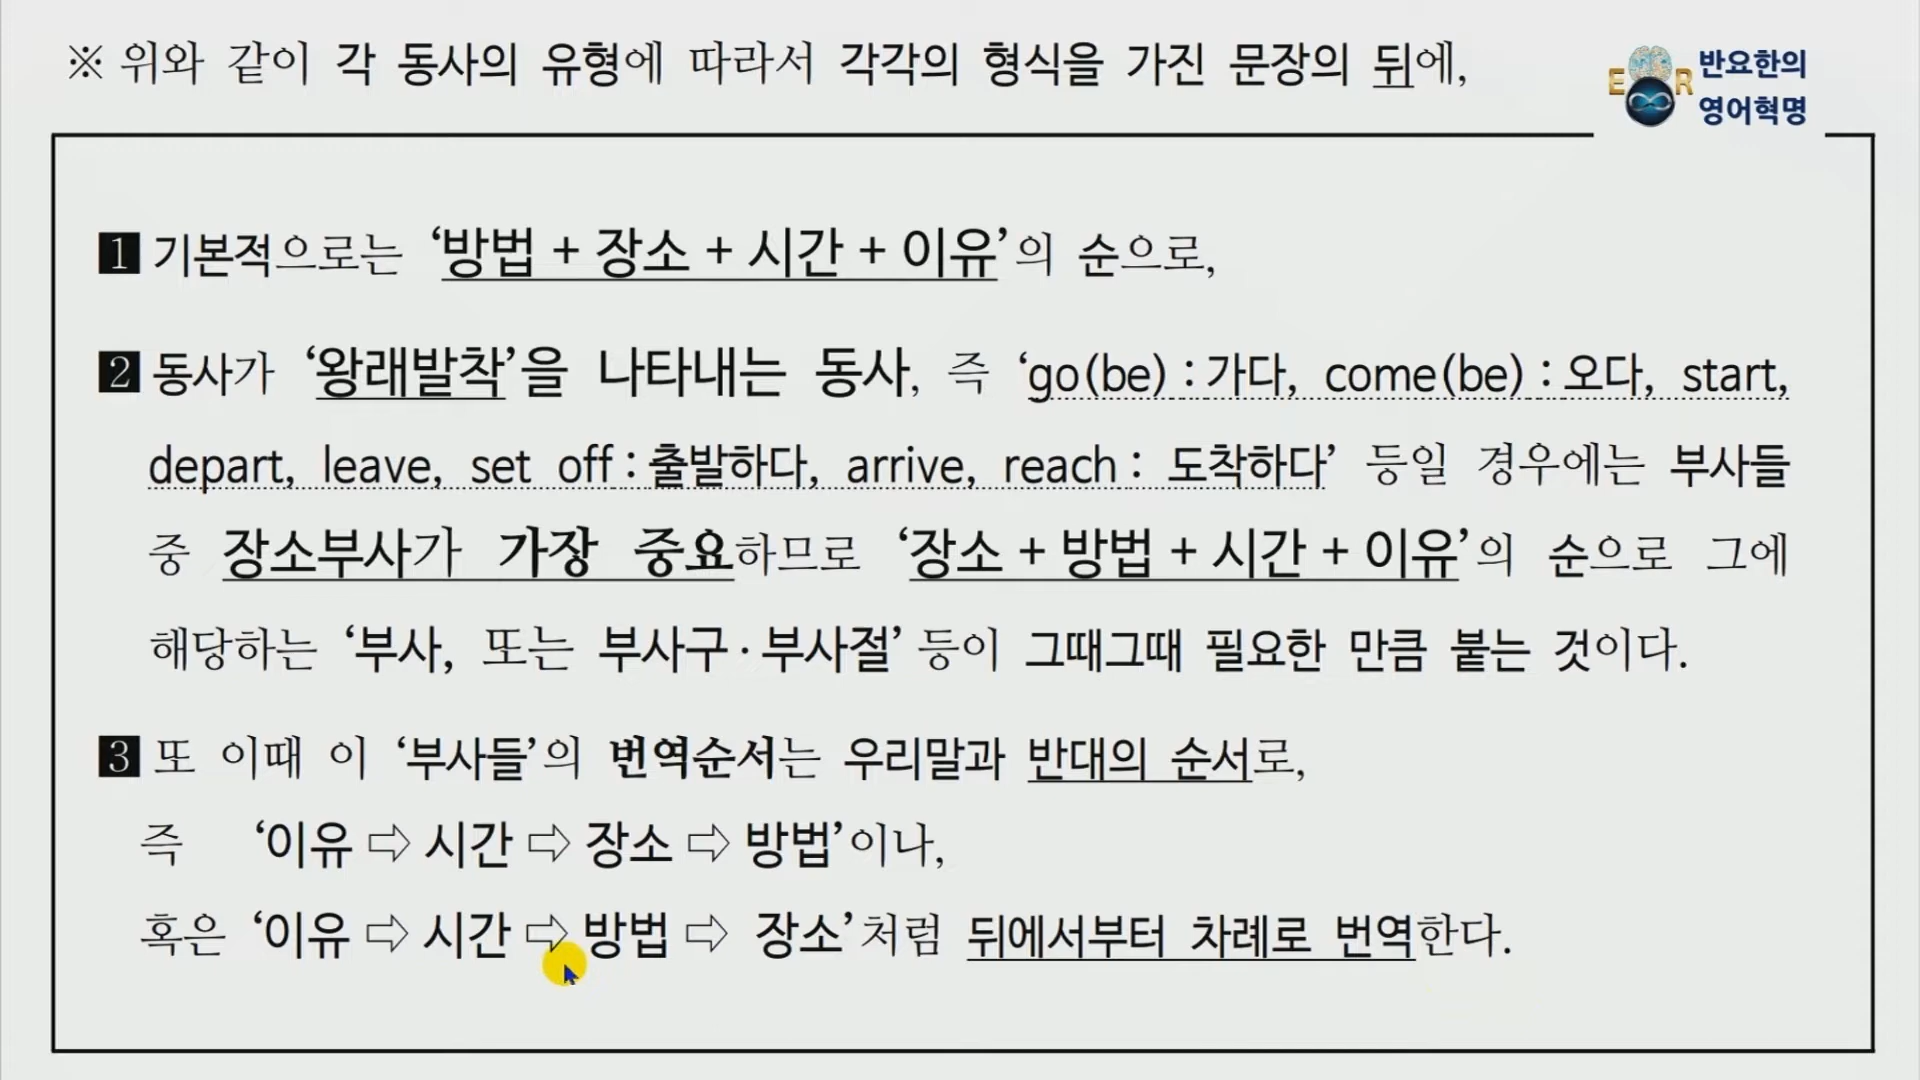 ※ 위와 같이 각 동사의 유형에 따라서 각각의 형식을 가진 문장의 뒤에,
E R 반요한의
영어혁명
1 기본적으로는 ‘방법 + 장소 + 시간 + 이유’의 순으로,
2 동사가 ‘왕래발착’을 나타내는 동사, 즉 ‘go(be) : 가다, come(be) : 오다, start,
depart, leave, set off : 출발하다, arrive, reach : 도착하다’ 등일 경우에는 부사들
중 장소부사가 가장 중요하므로 ‘장소 + 방법 + 시간 + 이유’의 순으로 그에
해당하는 ‘부사, 또는 부사구 · 부사절’ 등이 그때그때 필요한 만큼 붙는 것이다.
3 또 이때 이 ‘부사들’의 번역순서는 우리말과 반대의 순서로,
즉 ‘이유 ⇨ 시간 ⇨ 장소 ⇨ 방법’이나,
혹은 ‘이유 ⇨ 시간 ⇨ 방법 ⇨ 장소’처럼 뒤에서부터 차례로 번역한다.